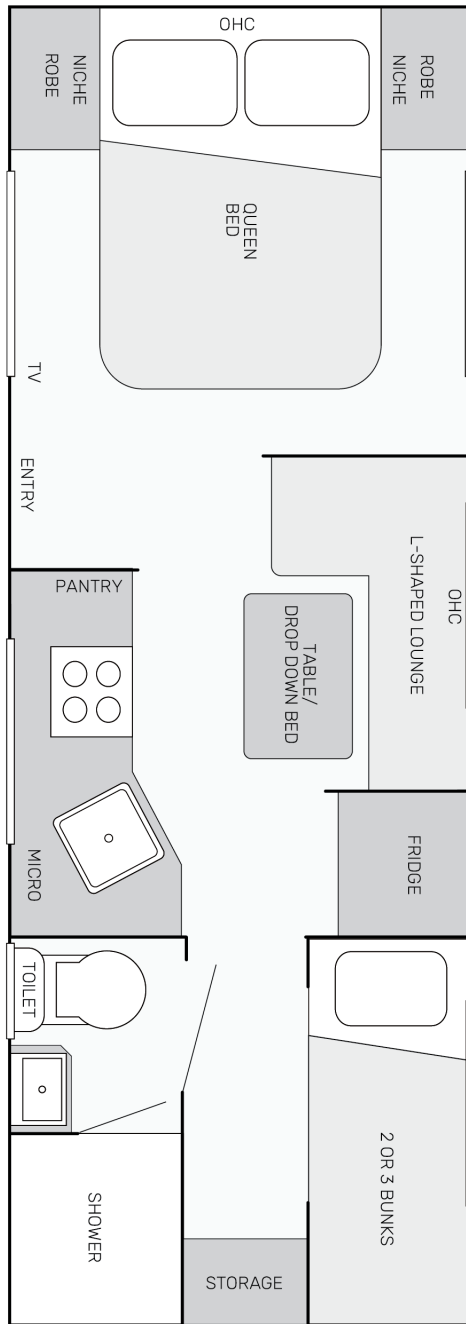 OHC
ROBE
NICHE
ROBE
NICHE
QUEEN
BED
TV
ENTRY
OHC
L-SHAPED LOUNGE
PANTRY
TABLE/
DROP DOWN BED
MICRO
FRIDGE
TOILET
2 OR 3 BUNKS
SHOWER
STORAGE